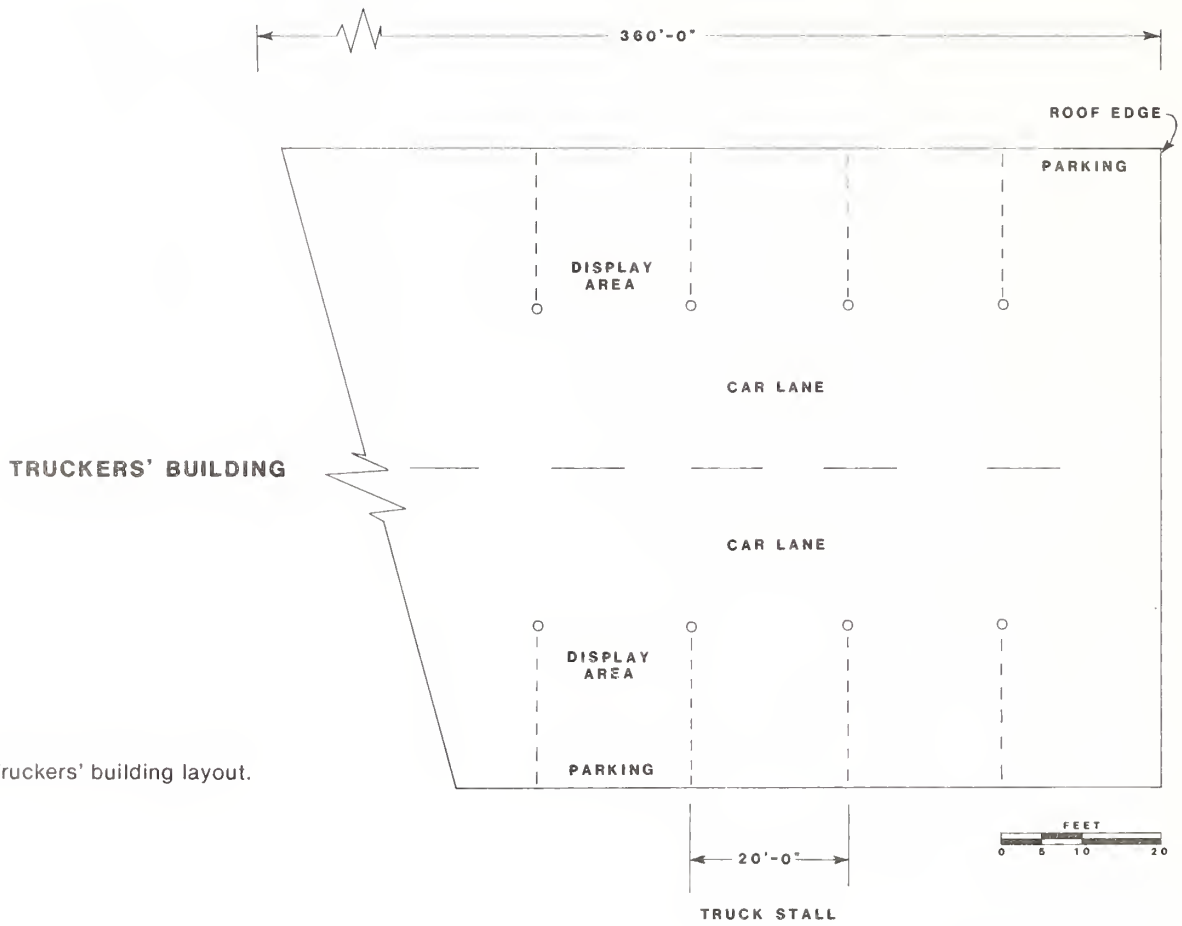 360'-0"
ROOF EDGE
PARKING
DISPLAY
AREA
CAR LANE
TRUCKERS' BUILDING
CAR LANE
DISPLAY
AREA
PARKING
ruckers' building layout.
FEET
0 5 10 20
20'-0"
TRUCK STALL